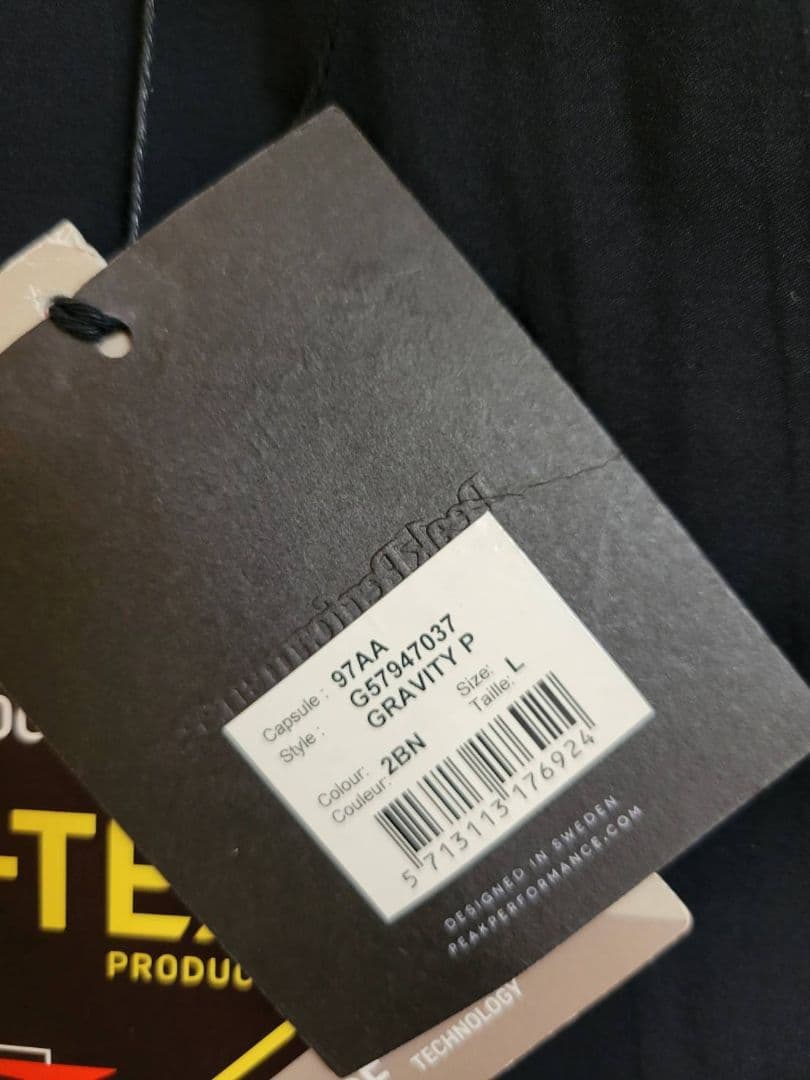 Capsule : 97AA
Style : G57947037
GRAVITY P
Size:
Taille: L
Colour:
Couleur: 2BN
5 713113 176924
DESIGNED IN SWEDEN
PEAKPERFORMANCE.COM
-TEX
PRODUC
TECHNOLOGY